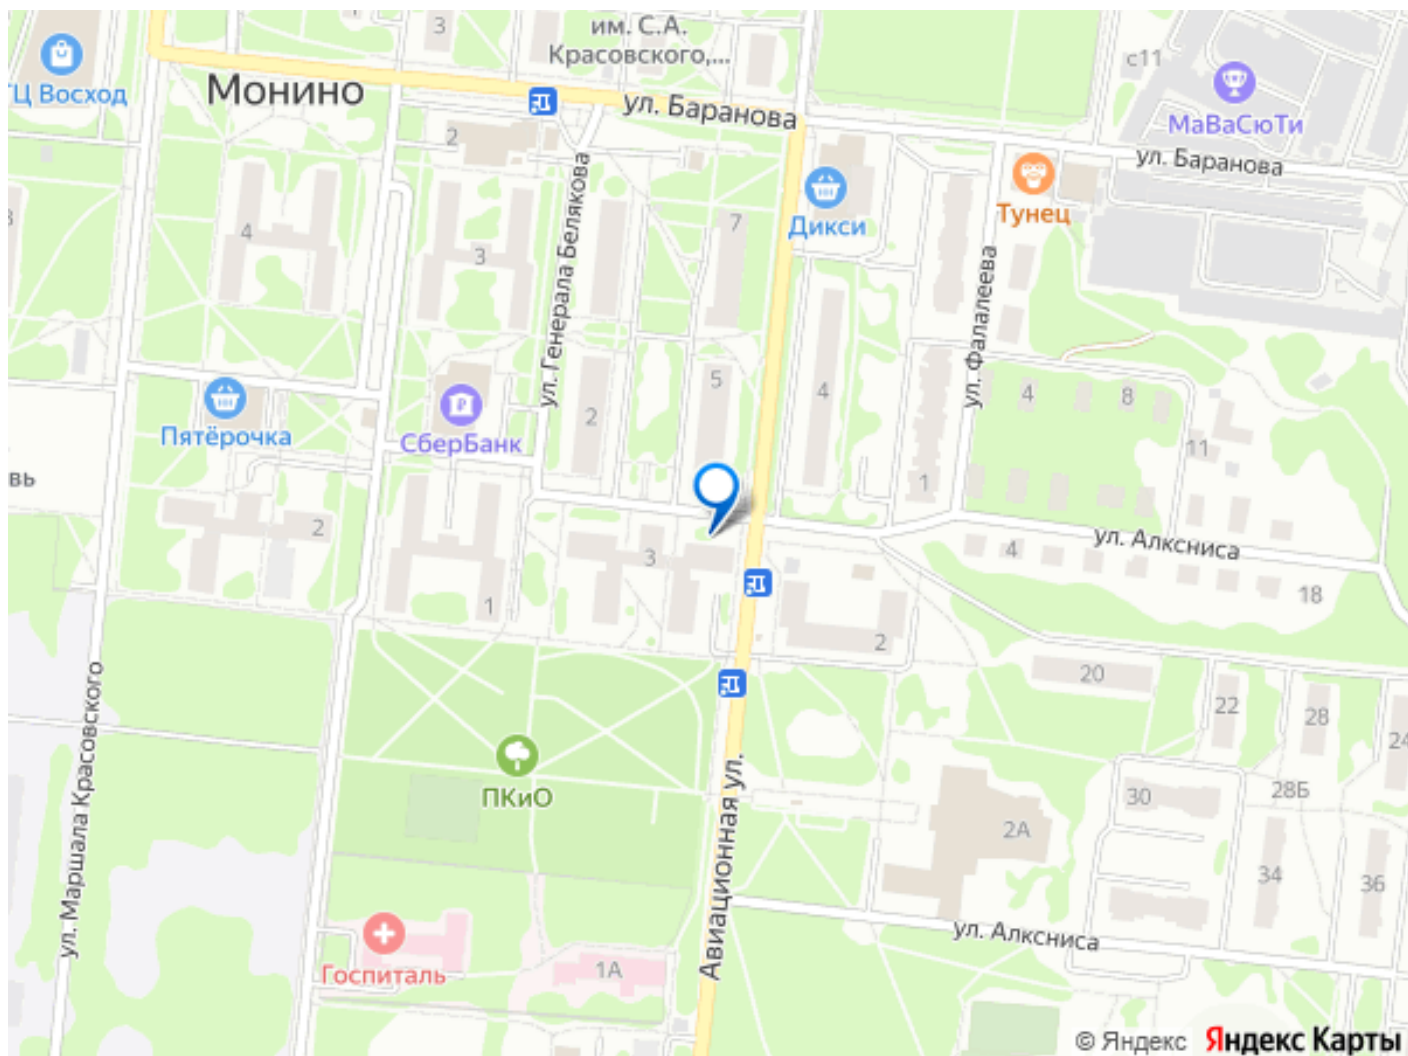 им. С.А.
Красовского,...
3
с11
ТЦ Восход
Монино
ул. Баранова
МаВаСюТи
ул. Баранова
2
ул. Генерала Белякова
Тунец
Дикси
7
4
3
ул. Фалалеева
5
4
4
8
2
Пятёрочка
СберБанк
11
вь
1
2
3
4
ул. Алксниса
18
1
2
20
22
28
24
ул. Маршала Красовского
ПКиО
Авиационная ул.
30
28Б
2А
34
36
ул. Алксниса
Госпиталь
1А
© Яндекс Яндекс Карты